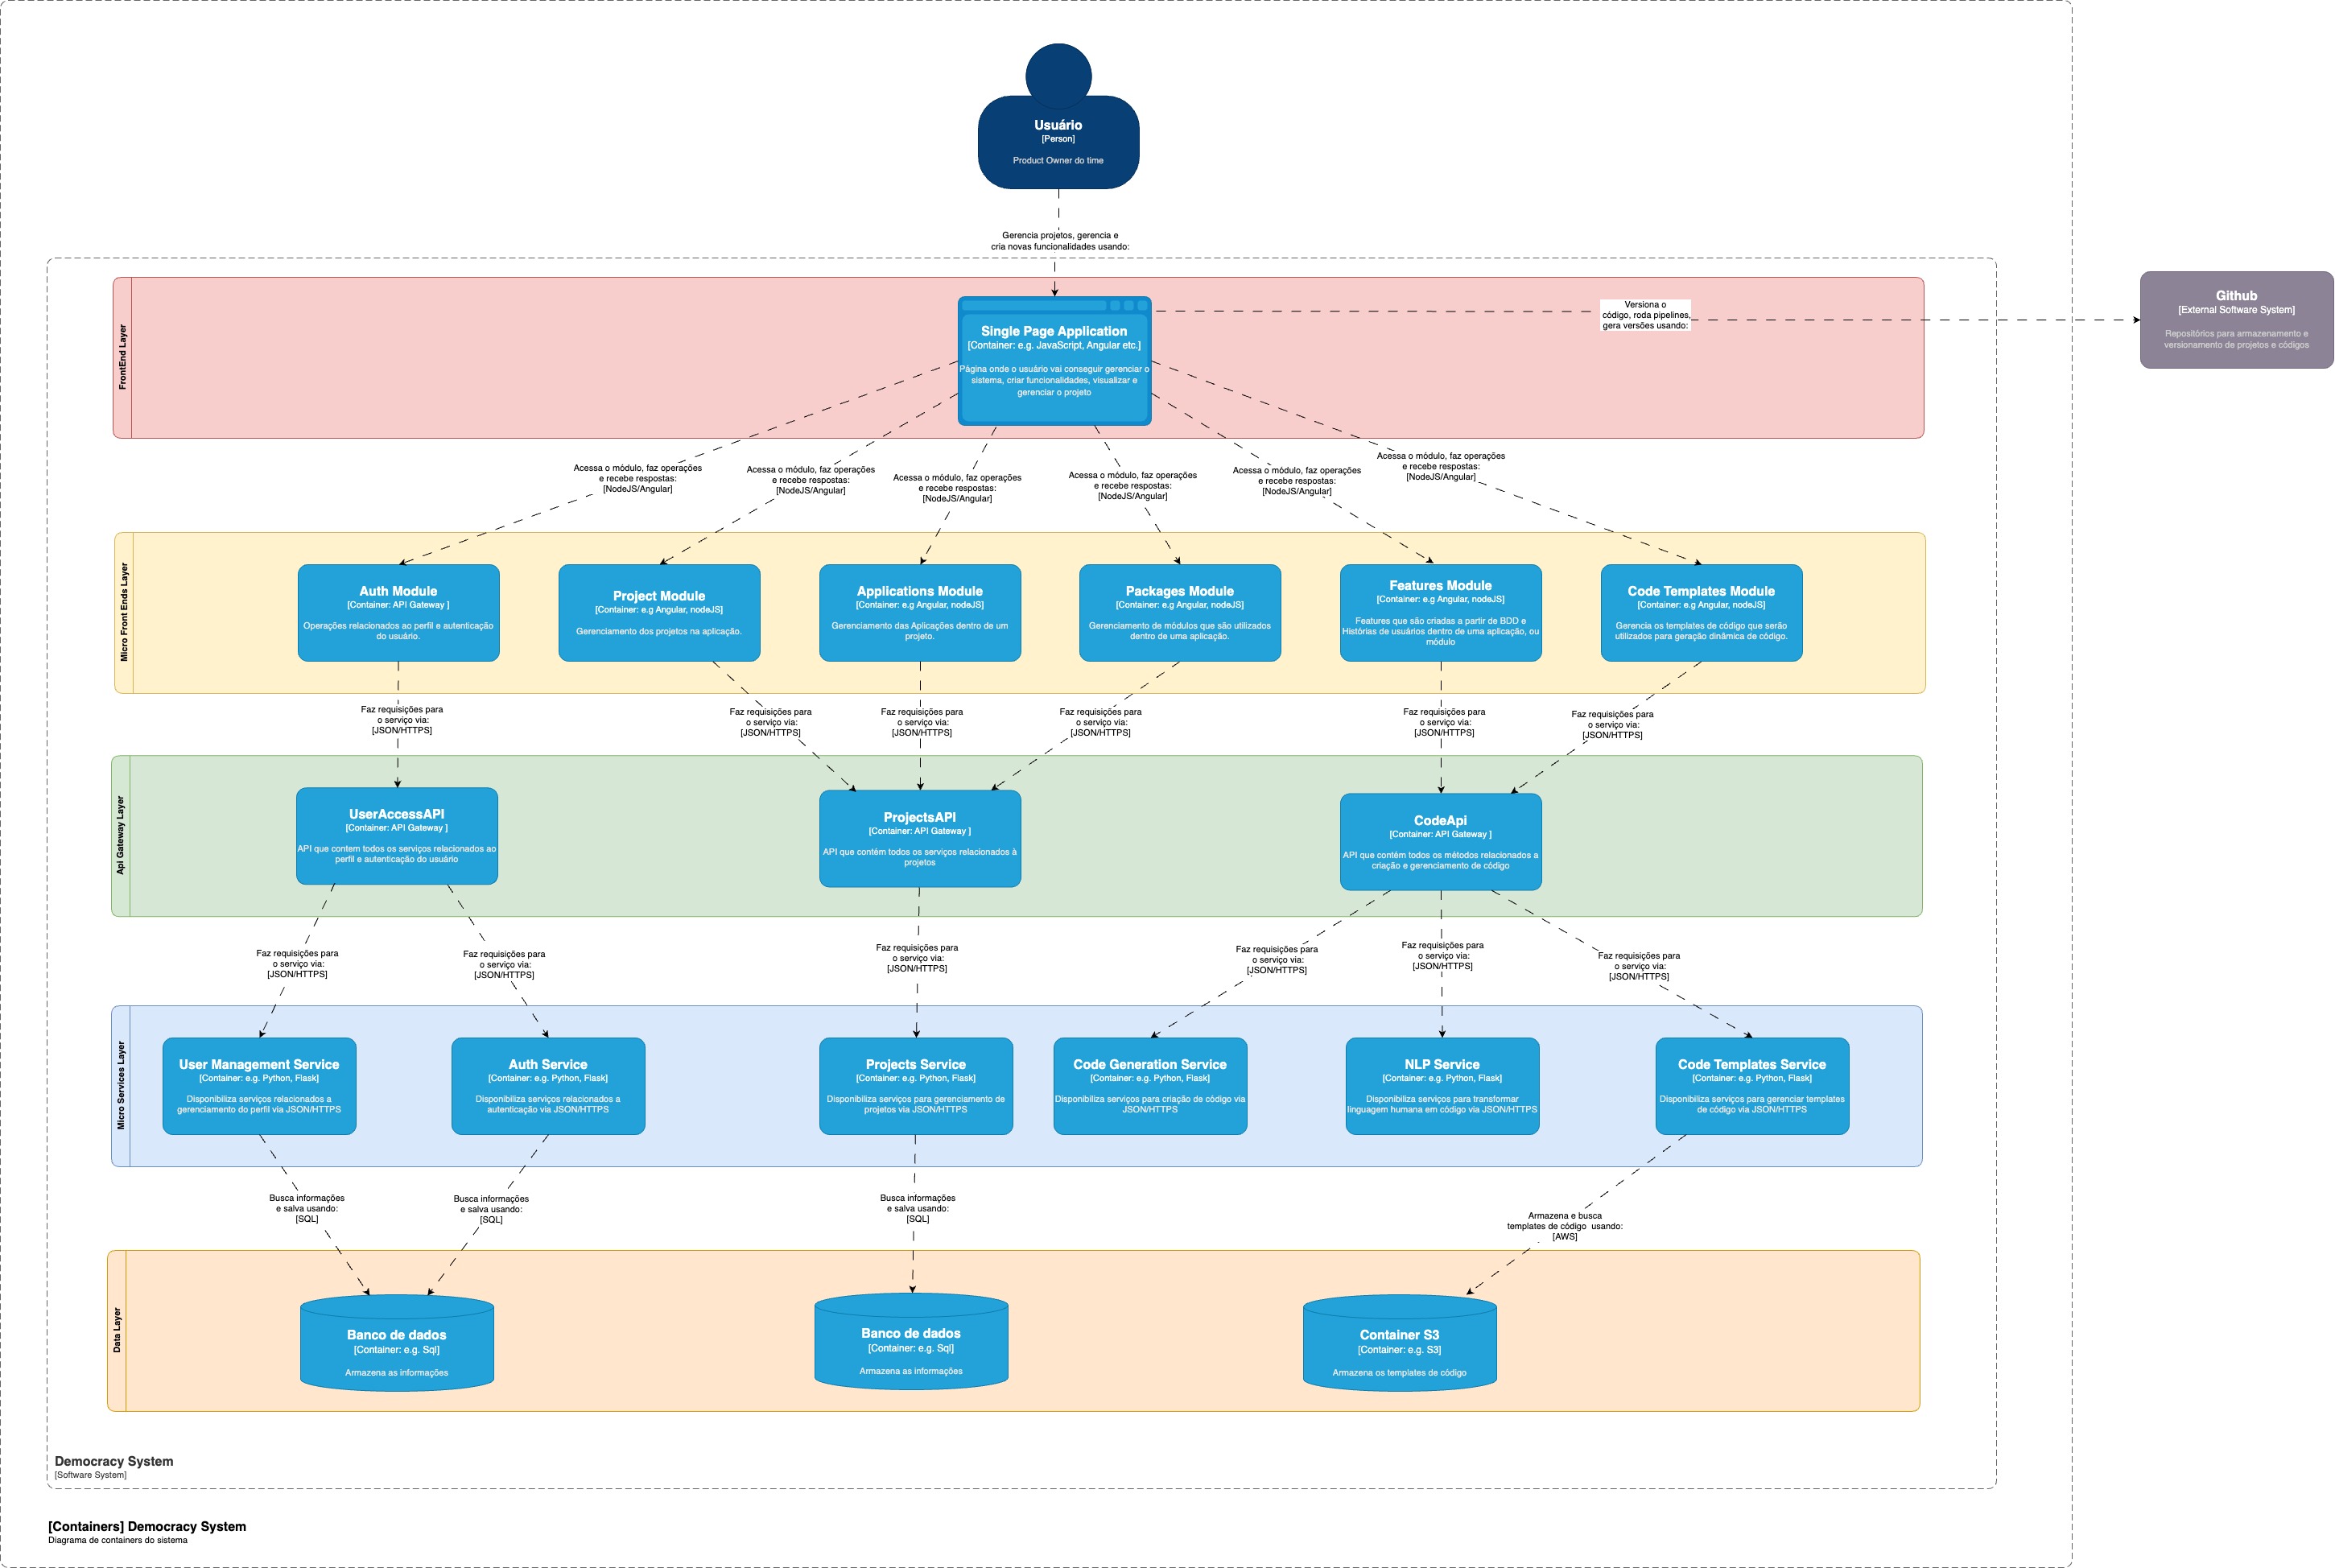 Usuário
[Person]
Product Owner do time
Gerencia projetos, gerencia e
cria novas funcionalidades usando:
FrontEnd Layer
Single Page Application
[Container: e.g. JavaScript, Angular etc.]
Página onde o usuário vai conseguir gerenciar o
sistema, criar funcionalidades, visualizar e
gerenciar o projeto
Versiona o
código, roda pipelines,
gera versões usando:
Github
[External Software System]
Repositórios para armazenamento e
versionamento de projetos e códigos
Acessa o módulo, faz operações
e recebe respostas:
[NodeJS/Angular]
Acessa o módulo, faz operações
e recebe respostas:
[NodeJS/Angular]
Acessa o módulo, faz operações
e recebe respostas:
[NodeJS/Angular]
Acessa o módulo, faz operações
e recebe respostas:
[NodeJS/Angular]
Acessa o módulo, faz operações
e recebe respostas:
[NodeJS/Angular]
Acessa o módulo, faz operações
e recebe respostas:
[NodeJS/Angular]
Micro Front Ends Layer
Auth Module
[Container: API Gateway ]
Operações relacionados ao perfil e autenticação
do usuário.
Project Module
[Container: e.g Angular, nodeJS]
Gerenciamento dos projetos na aplicação.
Applications Module
[Container: e.g Angular, nodeJS]
Gerenciamento das Aplicações dentro de um
projeto.
Packages Module
[Container: e.g Angular, nodeJS]
Gerenciamento de módulos que são utilizados
dentro de uma aplicação.
Features Module
[Container: e.g Angular, nodeJS]
Features que são criadas a partir de BDD e
Histórias de usuários dentro de uma aplicação, ou
módulo
Code Templates Module
[Container: e.g Angular, nodeJS]
Gerencia os templates de código que serão
utilizados para geração dinâmica de código.
Faz requisições para
o serviço via:
[JSON/HTTPS]
Faz requisições para
o serviço via:
[JSON/HTTPS]
Faz requisições para
o serviço via:
[JSON/HTTPS]
Faz requisições para
o serviço via:
[JSON/HTTPS]
Faz requisições para
o serviço via:
[JSON/HTTPS]
Faz requisições para
o serviço via:
[JSON/HTTPS]
Api Gateway Layer
UserAccessAPI
[Container: API Gateway ]
API que contem todos os serviços relacionados ao
perfil e autenticação do usuário
ProjectsAPI
[Container: API Gateway ]
API que contém todos os serviços relacionados à
projetos
CodeApi
[Container: API Gateway ]
API que contém todos os métodos relacionados a
criação e gerenciamento de código
Faz requisições para
o serviço via:
[JSON/HTTPS]
Faz requisições para
o serviço via:
[JSON/HTTPS]
Faz requisições para
o serviço via:
[JSON/HTTPS]
Faz requisições para
o serviço via:
[JSON/HTTPS]
Faz requisições para
o serviço via:
[JSON/HTTPS]
Faz requisições para
o serviço via:
[JSON/HTTPS]
Micro Services Layer
User Management Service
[Container: e.g. Python, Flask]
Disponibiliza serviços relacionados a
gerenciamento do perfil via JSON/HTTPS
Auth Service
[Container: e.g. Python, Flask]
Disponibiliza serviços relacionados a
autenticação via JSON/HTTPS
Projects Service
[Container: e.g. Python, Flask]
Disponibiliza serviços para gerenciamento de
projetos via JSON/HTTPS
Code Generation Service
[Container: e.g. Python, Flask]
Disponibiliza serviços para criação de código via
JSON/HTTPS
NLP Service
[Container: e.g. Python, Flask]
Disponibiliza serviços para transformar
linguagem humana em código via JSON/HTTPS
Code Templates Service
[Container: e.g. Python, Flask]
Disponibiliza serviços para gerenciar templates
de código via JSON/HTTPS
Busca informações
e salva usando:
[SQL]
Busca informações
e salva usando:
[SQL]
Busca informações
e salva usando:
[SQL]
Armazena e busca
templates de código  usando:
[AWS]
Data Layer
Banco de dados
[Container: e.g. Sql]
Armazena as informações
Banco de dados
[Container: e.g. Sql]
Armazena as informações
Container S3
[Container: e.g. S3]
Armazena os templates de código
Democracy System
[Software System]
[Containers] Democracy System
Diagrama de containers do sistema